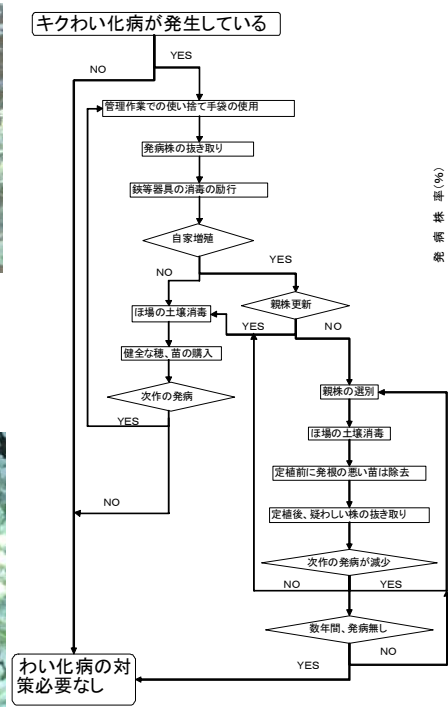 キクわい化病が発生している
YES
NO
管理作業での使い捨て手袋の使用
発病株の抜き取り
鋏等器具の消毒の励行
自家増殖
NO
YES
親株更新
ほ場の土壌消毒
YES
NO
健全な穂、苗の購入
次作の発病
YES
NO
親株の選別
ほ場の土壌消毒
定植前に発根の悪い苗は除去
定植後、疑わしい株の抜き取り
次作の発病が減少
NO
YES
数年間、発病無し
YES
NO
わい化病の対
策必要なし
発病株率(%)